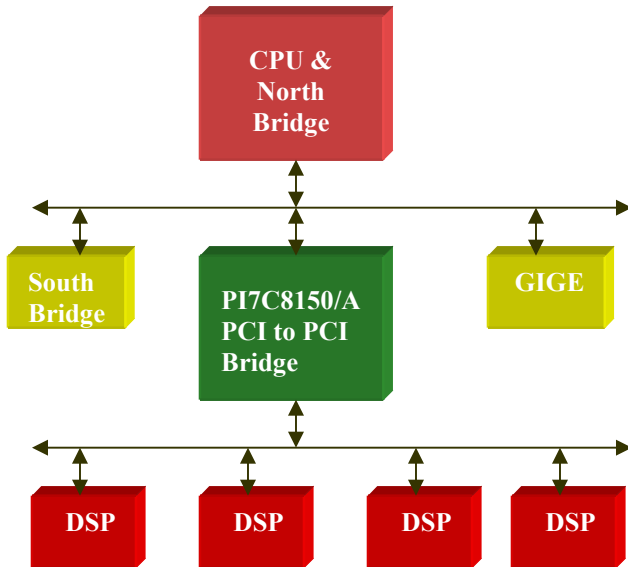 CPU &
North
Bridge
South
Bridge
PI7C8150/A
PCI to PCI
Bridge
GIGE
DSP
DSP
DSP
DSP